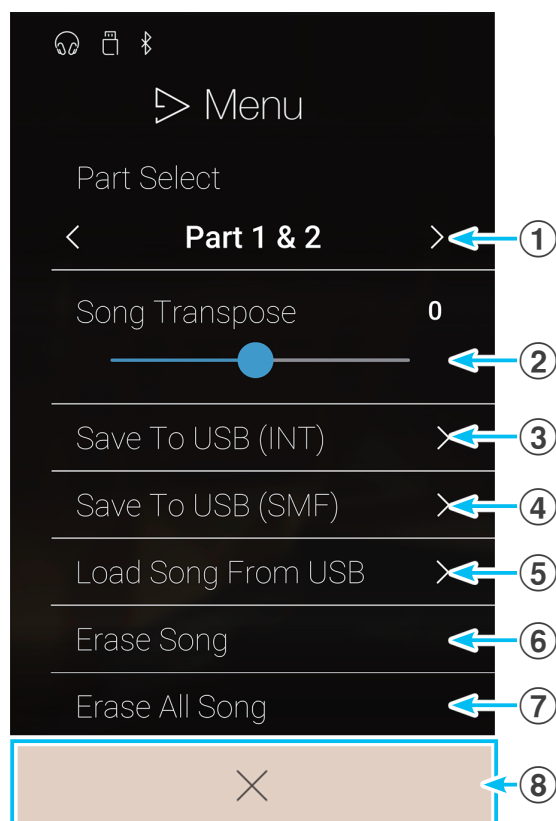 Menu
Part Select
Part 1 & 2
1
Song Transpose 0
2
Save To USB (INT)
3
Save To USB (SMF)
4
Load Song From USB
5
Erase Song
6
Erase All Song
7
8